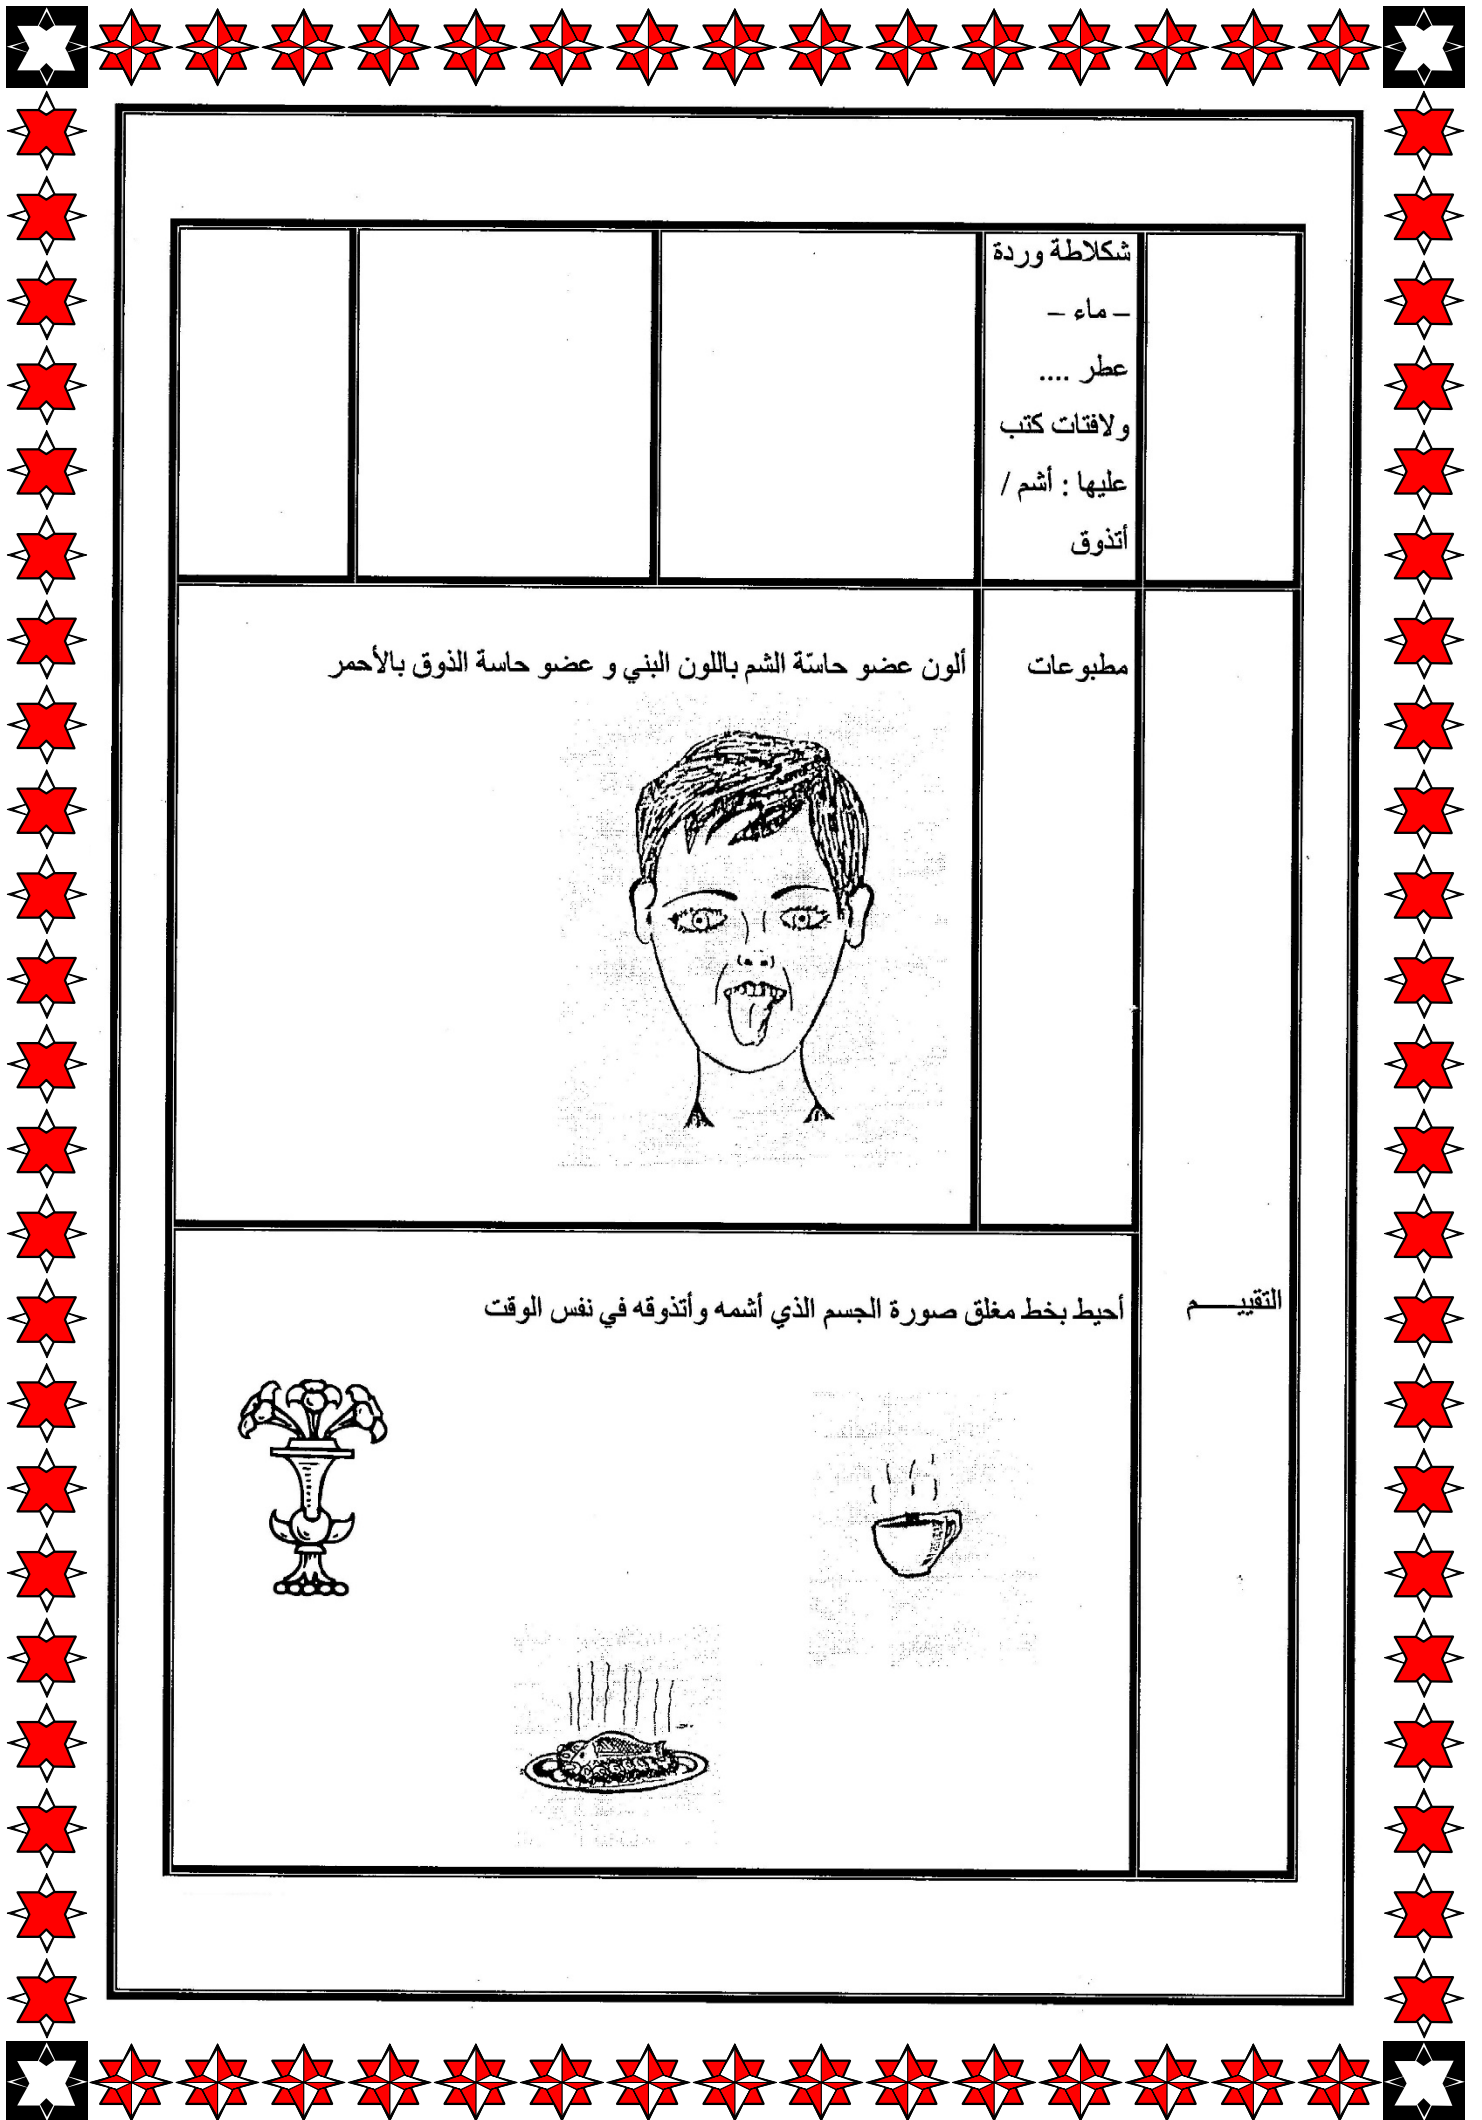 شكلاطة وردة
– ماء –
عطر ....
ولافتات كتب
عليها : أشم /
أتذوق
مطبوعات
ألون عضو حاسّة الشم باللون البني و عضو حاسة الذوق بالأحمر
التقييــــــم
أحيط بخط مغلق صورة الجسم الذي أشمه وأتذوقه في نفس الوقت